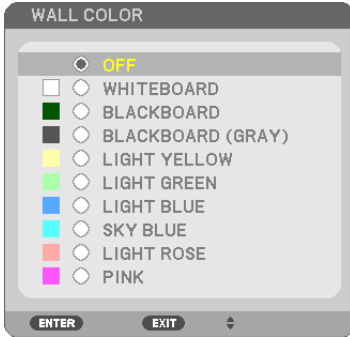 WALL COLOR
OFF
WHITEBOARD
BLACKBOARD
BLACKBOARD (GRAY)
LIGHT YELLOW
LIGHT GREEN
LIGHT BLUE
SKY BLUE
LIGHT ROSE
PINK
ENTER EXIT